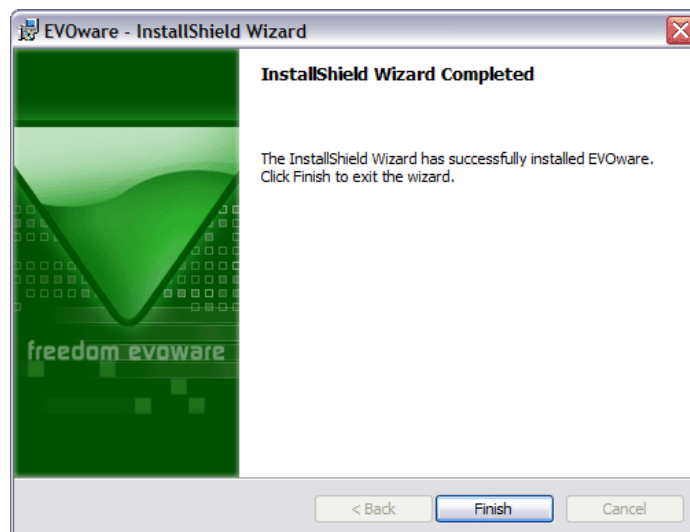 EVOware - InstallShield Wizard
InstallShield Wizard Completed
The InstallShield Wizard has successfully installed EVOware.
Click Finish to exit the wizard.
freedom evoware
< Back
Finish
Cancel